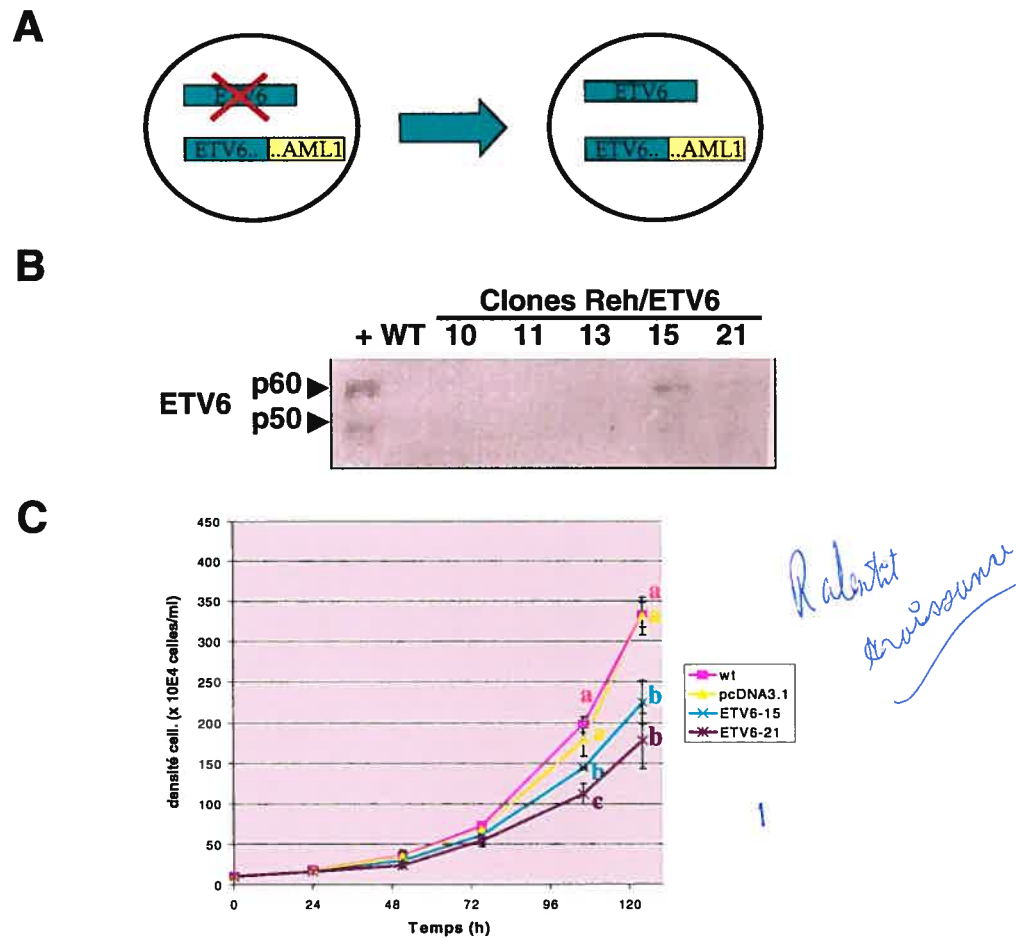 A
ETV6
ETV6.. ..AML1
ETV6
ETV6.. ..AML1
B
Clones Reh/ETV6
+ WT 10 11 13 15 21
ETV6
p60
p50
C
450
400
350
300
250
200
150
100
50
0
densité cell. (x 10E4 celles/ml)
0 24 48 72 96 120
Temps (h)
a
a
a
a
b
b
b
c
wt
pcDNA3.1
ETV6-15
ETV6-21
Ralentit
croissance
1